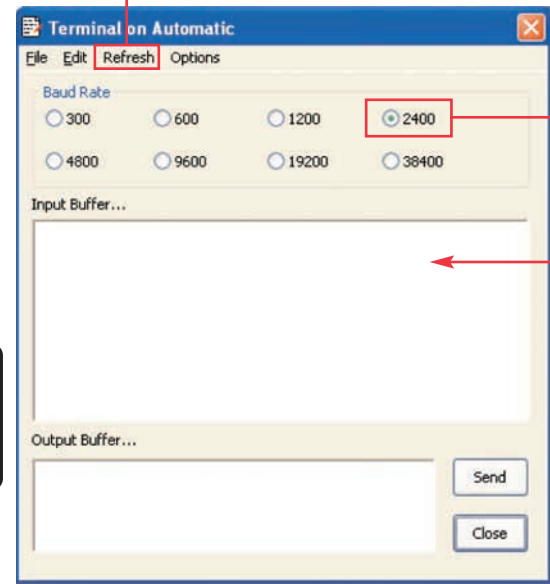 Terminal on Automatic
File Edit Refresh Options
Baud Rate
300 600 1200 2400
4800 9600 19200 38400
Input Buffer...
Output Buffer...
Send
Close